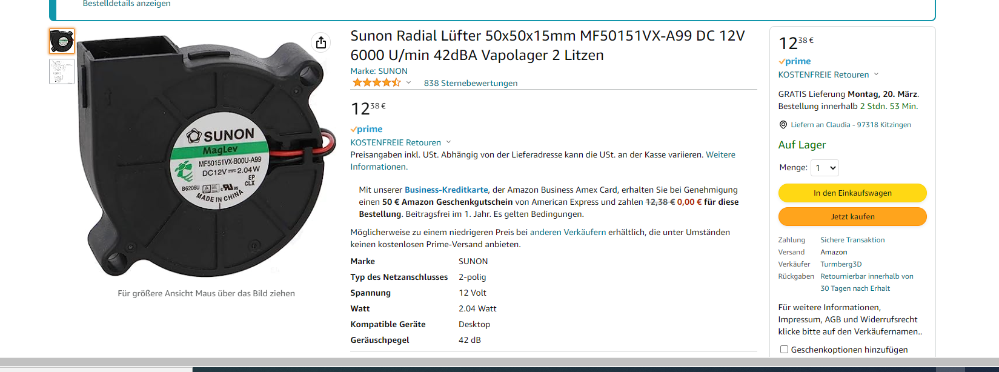 Bestelldetails anzeigen
SUNON
MagLev
MF50151VX-B00U-A99
DC12V 2.04W
EP
CLX
B6206U
MADE IN CHINA
Für größere Ansicht Maus über das Bild ziehen
Sunon Radial Lüfter 50x50x15mm MF50151VX-A99 DC 12V
6000 U/min 42dBA Vapolager 2 Litzen
Marke: SUNON
838 Sternebewertungen
12 38 €
prime
KOSTENFREIE Retouren
Preisangaben inkl. USt. Abhängig von der Lieferadresse kann die USt. an der Kasse variieren. Weitere
Informationen.
Mit unserer Business-Kreditkarte, der Amazon Business Amex Card, erhalten Sie bei Genehmigung
einen 50 € Amazon Geschenkgutschein von American Express und zahlen 12,38 € 0,00 € für diese
Bestellung. Beitragsfrei im 1. Jahr. Es gelten Bedingungen.
Möglicherweise zu einem niedrigeren Preis bei anderen Verkäufern erhältlich, die unter Umständen
keinen kostenlosen Prime-Versand anbieten.
Marke SUNON
Typ des Netzanschlusses 2-polig
Spannung 12 Volt
Watt 2.04 Watt
Kompatible Geräte Desktop
Geräuschpegel 42 dB
12 38 €
prime
KOSTENFREIE Retouren
GRATIS Lieferung Montag, 20. März.
Bestellung innerhalb 2 Stdn. 53 Min.
Liefern an Claudia - 97318 Kitzingen
Auf Lager
Menge: 1
In den Einkaufswagen
Jetzt kaufen
Zahlung Sichere Transaktion
Versand Amazon
Verkäufer Turmberg3D
Rückgaben Retournierbar innerhalb von
30 Tagen nach Erhalt
Für weitere Informationen,
Impressum, AGB und Widerrufsrecht
klicke bitte auf den Verkäufernamen..
Geschenkoptionen hinzufügen